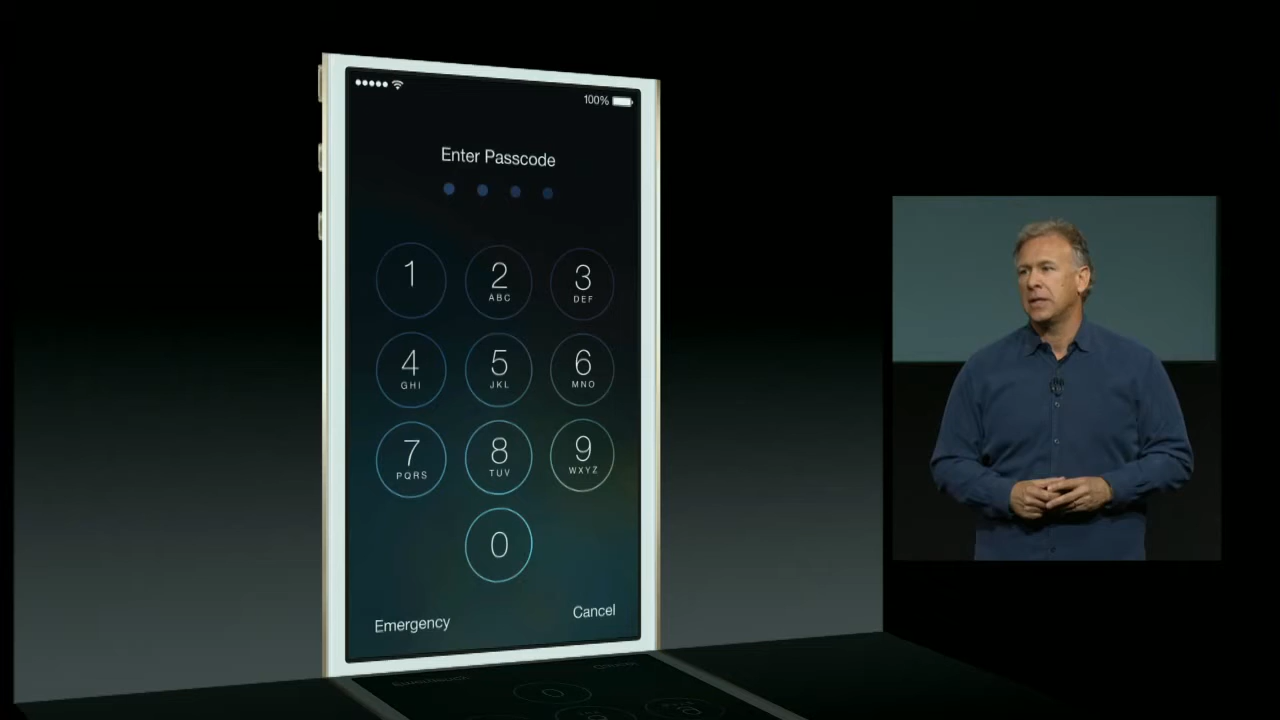 100%
Enter Passcode
1 2 3
ABC DEF
4 5 6
GHI JKL MNO
7 8 9
PQRS TUV WXYZ
0
Emergency Cancel